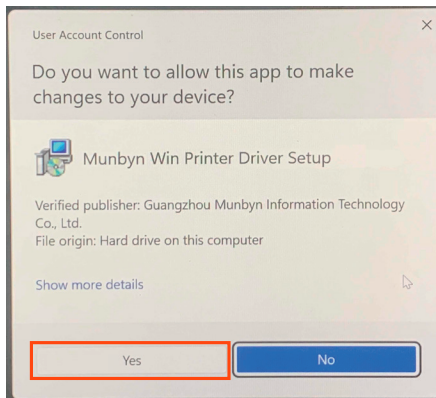 User Account Control
Do you want to allow this app to make
changes to your device?
Munbyn Win Printer Driver Setup
Verified publisher: Guangzhou Munbyn Information Technology
Co., Ltd.
File origin: Hard drive on this computer
Show more details
Yes
No